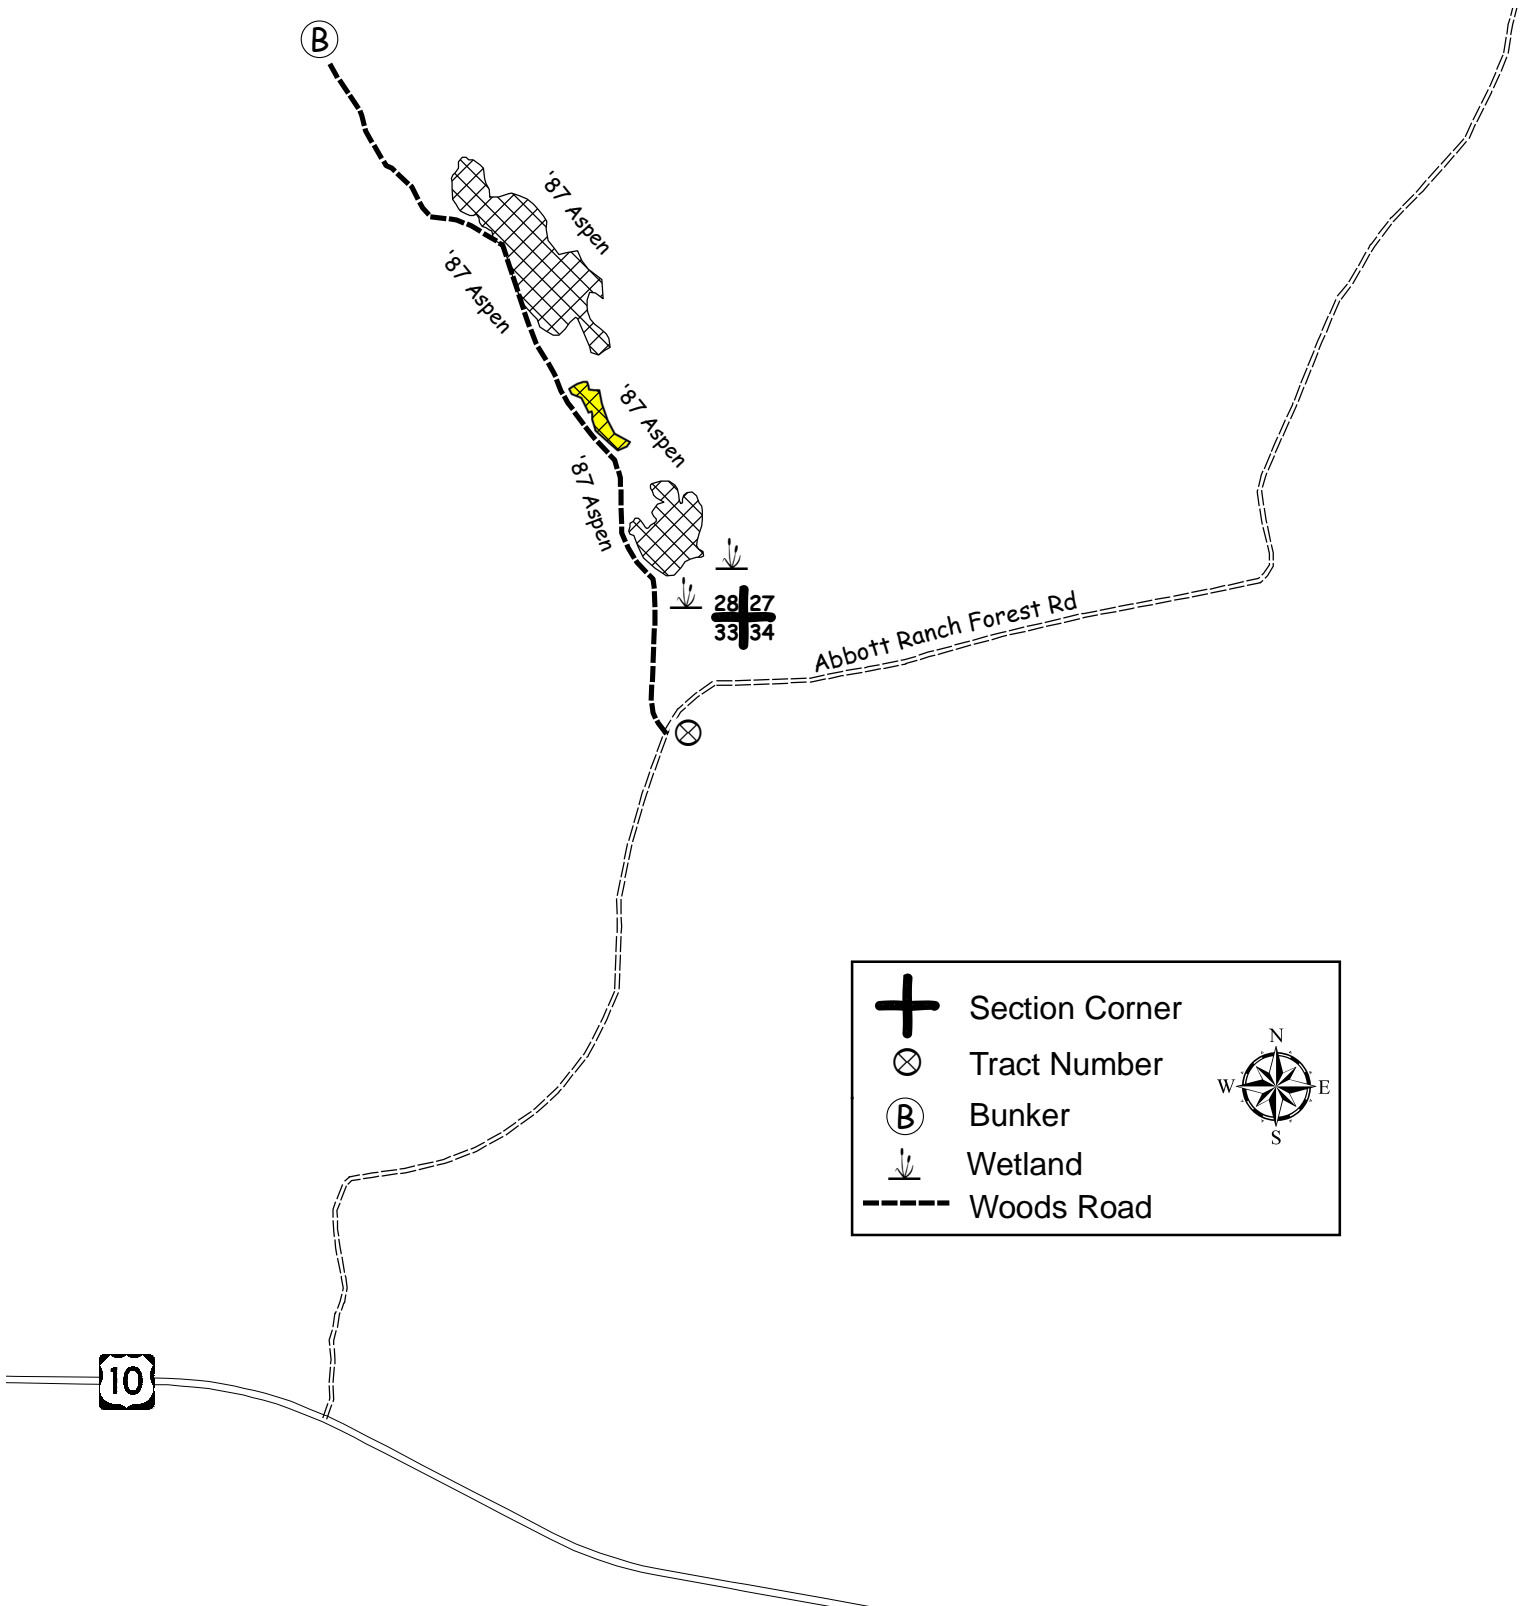 B
'87 Aspen
'87 Aspen
'87 Aspen
'87 Aspen
28 27
33 34
Abbott Ranch Forest Rd
Section Corner
Tract Number
B Bunker
Wetland
Woods Road
N
W E
S
10